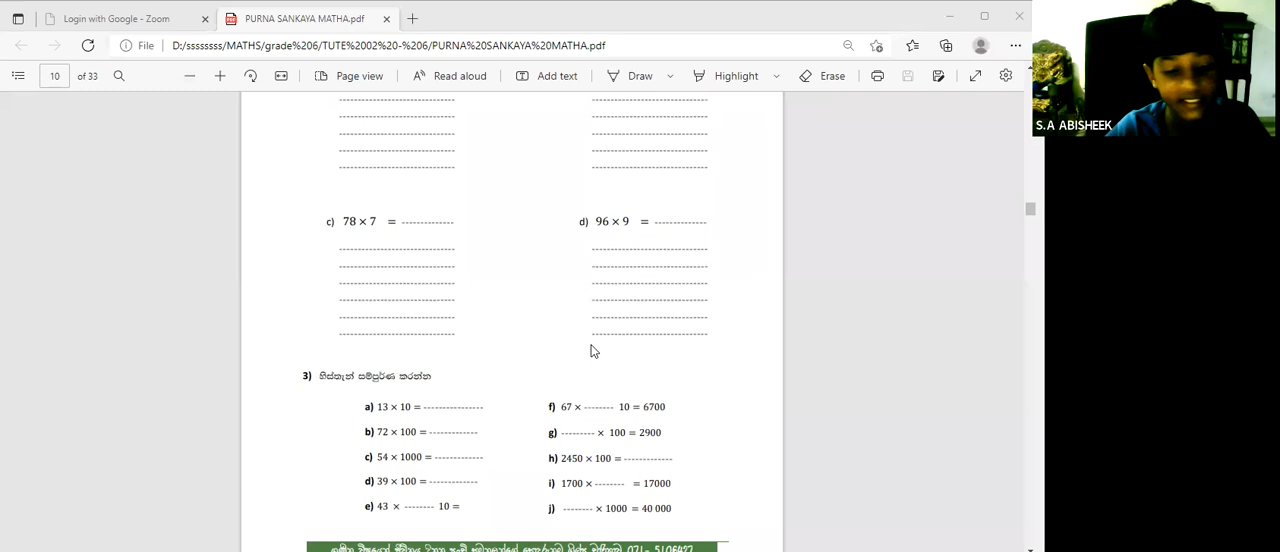 Login with Google - Zoom
PURNA SANKAYA MATHA.pdf
File
D:/ssssssss/MATHS/grade%206/TUTE%2002%20-%206/PURNA%20SANKAYA%20MATHA.pdf
10 of 33
Page view
Read aloud
Add text
Draw
Highlight
Erase
S.A ABISHEEK
c) 78 × 7 = -------------
d) 96 × 9 = -------------
3) හිස්තැන් සම්පුර්ණ කරන්න
a) 13 × 10 = ----------------
f) 67 × -------- 10 = 6700
b) 72 × 100 = -------------
g) --------- × 100 = 2900
c) 54 × 1000 = -------------
h) 2450 × 100 = -------------
d) 39 × 100 = -------------
i) 1700 × -------- = 17000
e) 43 × -------- 10 =
j) -------- × 1000 = 40 000
071- 5106427